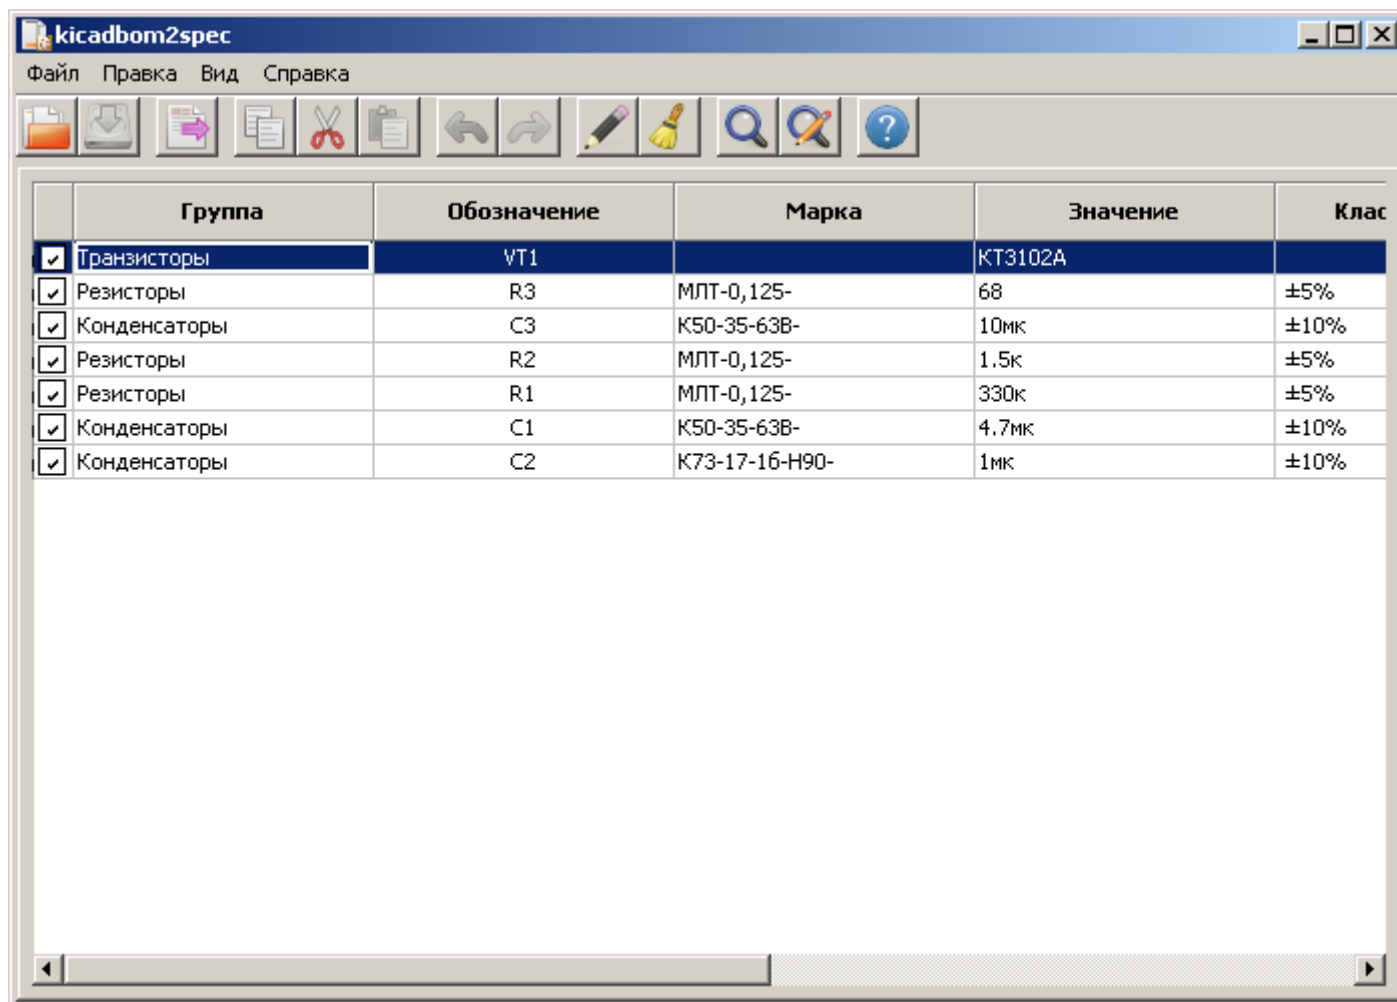 kicadbom2spec
Файл Правка Вид Справка
Группа Обозначение Марка Значение Клас
Транзисторы VT1 КТ3102А
Резисторы R3 МЛТ-0,125- 68 ±5%
Конденсаторы C3 К50-35-63В- 10мк ±10%
Резисторы R2 МЛТ-0,125- 1.5к ±5%
Резисторы R1 МЛТ-0,125- 330к ±5%
Конденсаторы C1 К50-35-63В- 4.7мк ±10%
Конденсаторы C2 К73-17-1б-Н90- 1мк ±10%